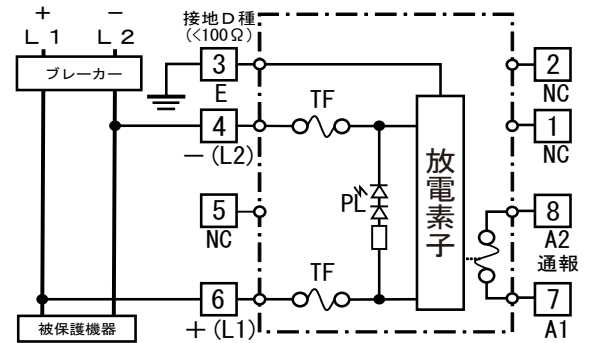 + −
L1 L2
ブレーカー
被保護機器
接地D種
(<100Ω)
3
E
4
−(L2)
5
NC
6
+(L1)
TF
PL
TF
放電素子
2
NC
1
NC
8
A2
通報
7
A1